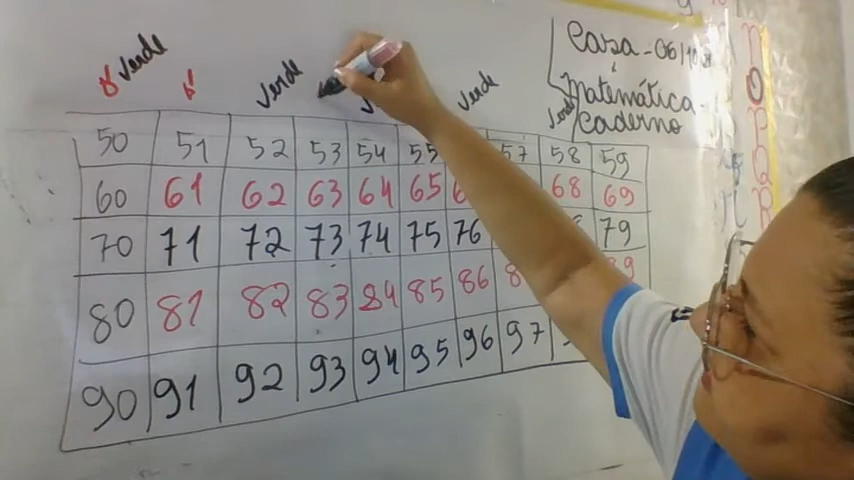 Verde verde verde verde
Casa - 06/10
Matemática
Caderno
50 51 52 53 54 55 57 58 59
60 61 62 63 64 65 68 69
70 71 72 73 74 75 76 79
80 81 82 83 84 85 86
90 91 92 93 94 95 96 97